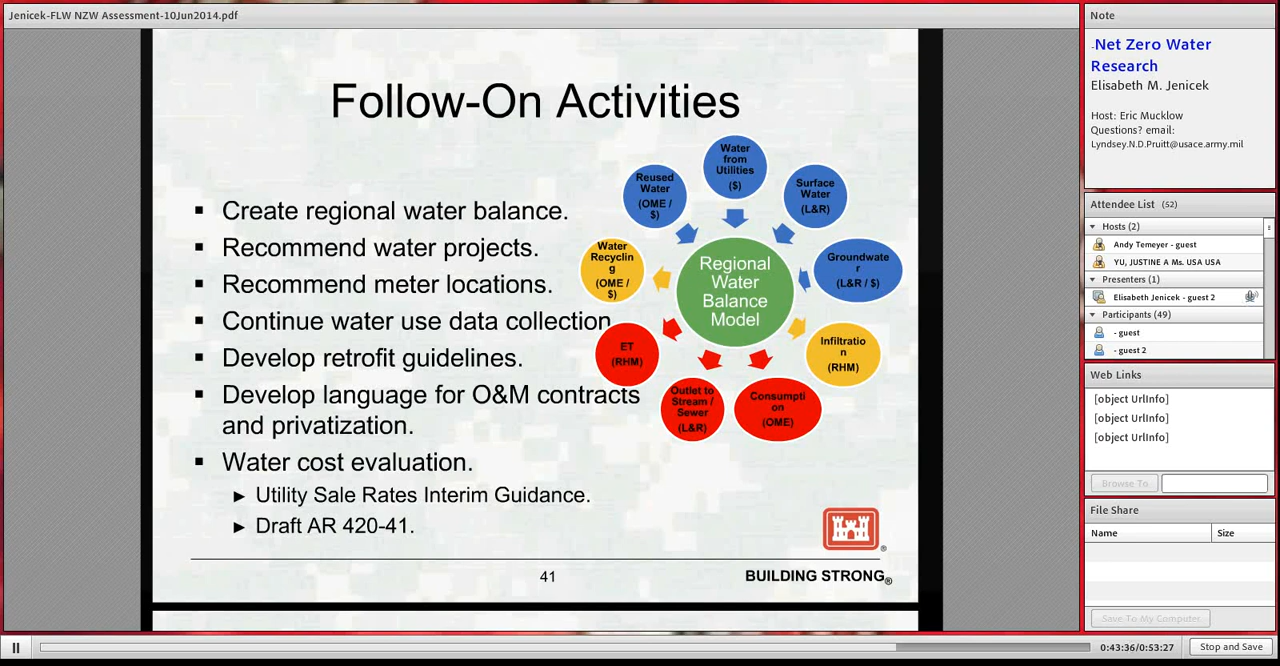 Jenicek-FLW NZW Assessment-10Jun2014.pdf
Follow-On Activities
▪ Create regional water balance.
▪ Recommend water projects.
▪ Recommend meter locations.
▪ Continue water use data collection
▪ Develop retrofit guidelines.
▪ Develop language for O&M contracts
and privatization.
▪ Water cost evaluation.
► Utility Sale Rates Interim Guidance.
► Draft AR 420-41.
Water
from
Utilities
($)
Surface
Water
(L&R)
Groundwate
r
(L&R / $)
Infiltratio
n
(RHM)
Consumpti
on
(OME)
Outlet to
Stream /
Sewer
(L&R)
ET
(RHM)
Water
Recyclin
g
(OME /
$)
Reused
Water
(OME /
$)
Regional
Water
Balance
Model
41
BUILDING STRONG®
Note
-Net Zero Water
Research
Elisabeth M. Jenicek
Host: Eric Mucklow
Questions? email:
Lyndsey.N.D.Pruitt@usace.army.mil
Attendee List (52)
Hosts (2)
Andy Temeyer - guest
YU, JUSTINE A Ms. USA USA
Presenters (1)
Elisabeth Jenicek - guest 2
Participants (49)
- guest
- guest 2
Web Links
[object UrlInfo]
[object UrlInfo]
[object UrlInfo]
Browse To
File Share
Name Size
Save To My Computer
0:43:36/0:53:27 Stop and Save